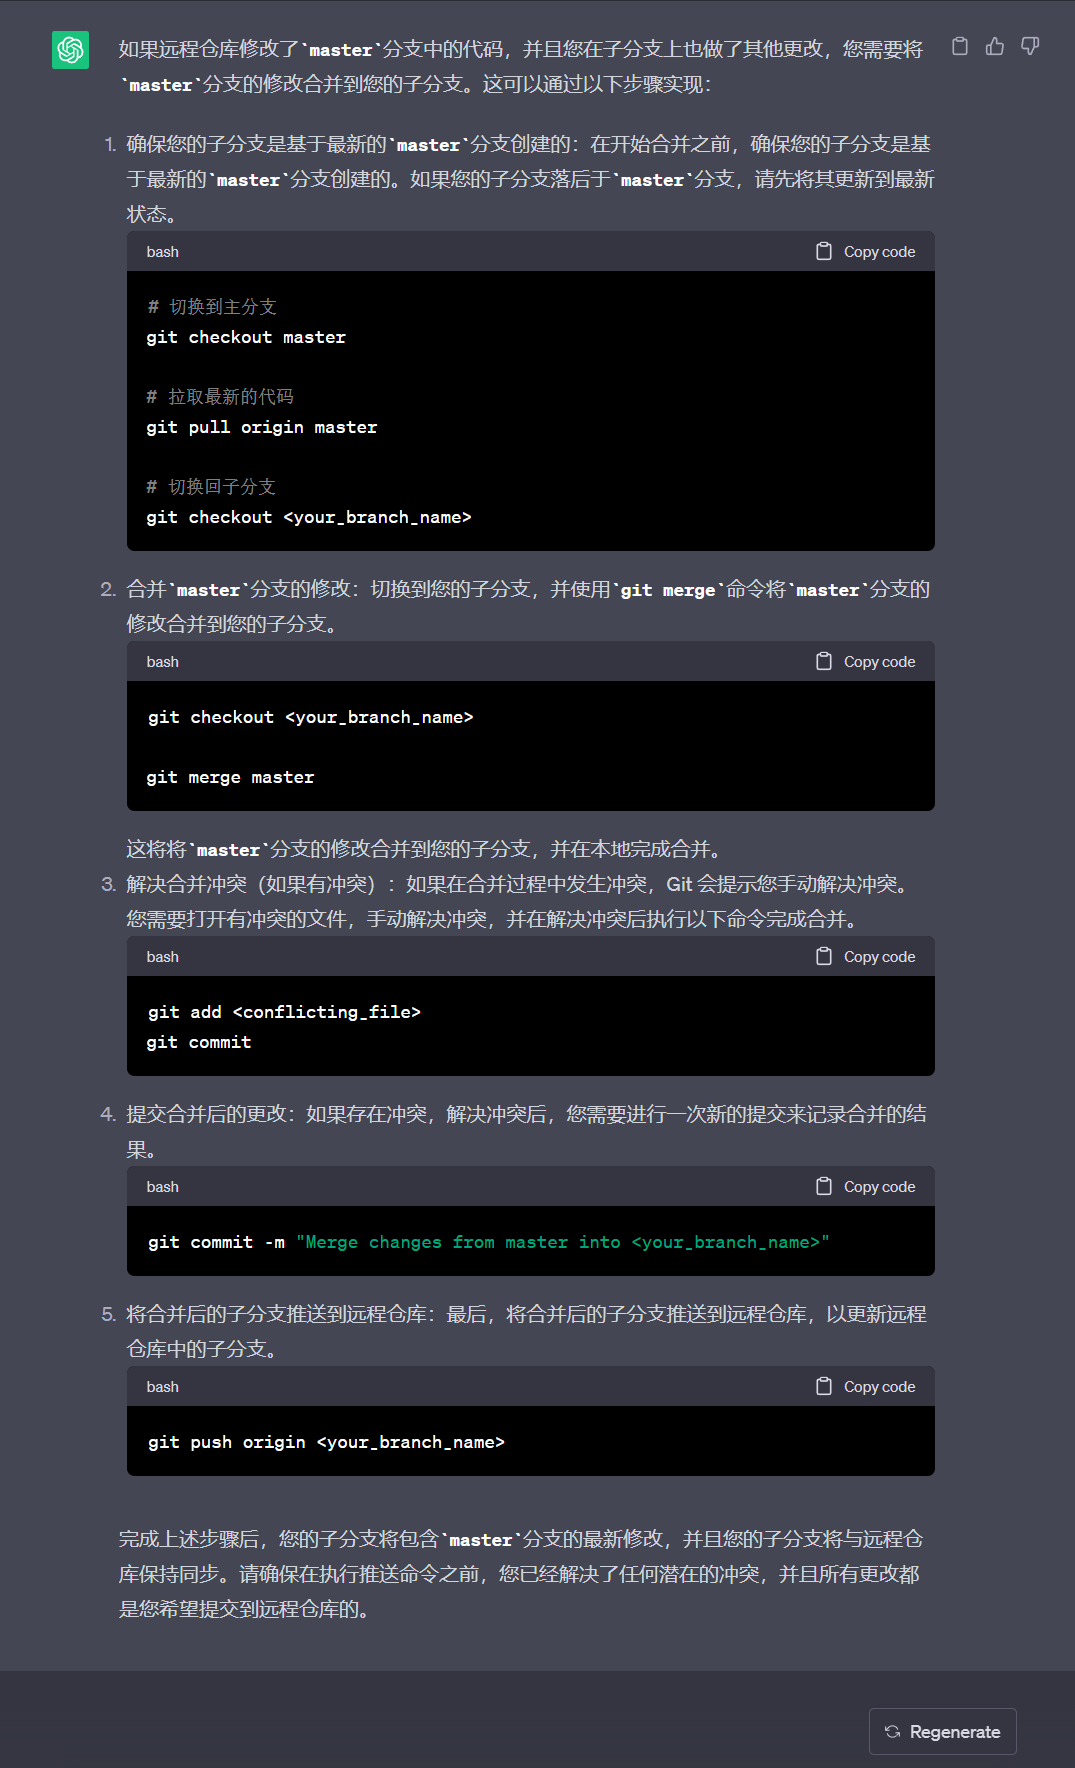 如果远程仓库修改了`master`分支中的代码，并且您在子分支上也做了其他更改，您需要将
`master`分支的修改合并到您的子分支。这可以通过以下步骤实现：
1. 确保您的子分支是基于最新的`master`分支创建的：在开始合并之前，确保您的子分支是基
于最新的`master`分支创建的。如果您的子分支落后于`master`分支，请先将其更新到最新
状态。
bash Copy code
# 切换到主分支
git checkout master
# 拉取最新的代码
git pull origin master
# 切换回子分支
git checkout <your_branch_name>
2. 合并`master`分支的修改：切换到您的子分支，并使用`git merge`命令将`master`分支的
修改合并到您的子分支。
bash Copy code
git checkout <your_branch_name>
git merge master
这将将`master`分支的修改合并到您的子分支，并在本地完成合并。
3. 解决合并冲突（如果有冲突）：如果在合并过程中发生冲突，Git 会提示您手动解决冲突。
您需要打开有冲突的文件，手动解决冲突，并在解决冲突后执行以下命令完成合并。
bash Copy code
git add <conflicting_file>
git commit
4. 提交合并后的更改：如果存在冲突，解决冲突后，您需要进行一次新的提交来记录合并的结
果。
bash Copy code
git commit -m "Merge changes from master into <your_branch_name>"
5. 将合并后的子分支推送到远程仓库：最后，将合并后的子分支推送到远程仓库，以更新远程
仓库中的子分支。
bash Copy code
git push origin <your_branch_name>
完成上述步骤后，您的子分支将包含`master`分支的最新修改，并且您的子分支将与远程仓
库保持同步。请确保在执行推送命令之前，您已经解决了任何潜在的冲突，并且所有更改都
是您希望提交到远程仓库的。
Regenerate